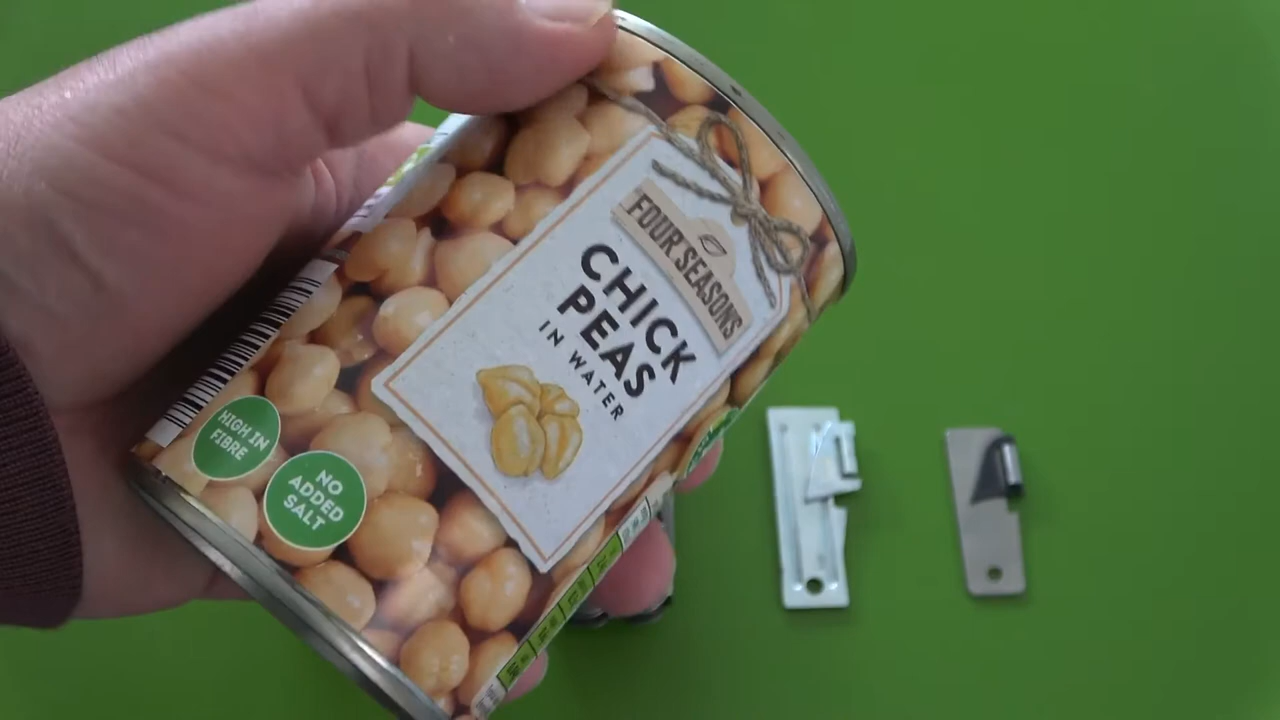 FOUR SEASONS
CHICK
PEAS
IN WATER
HIGH IN
FIBRE
NO
ADDED
SALT